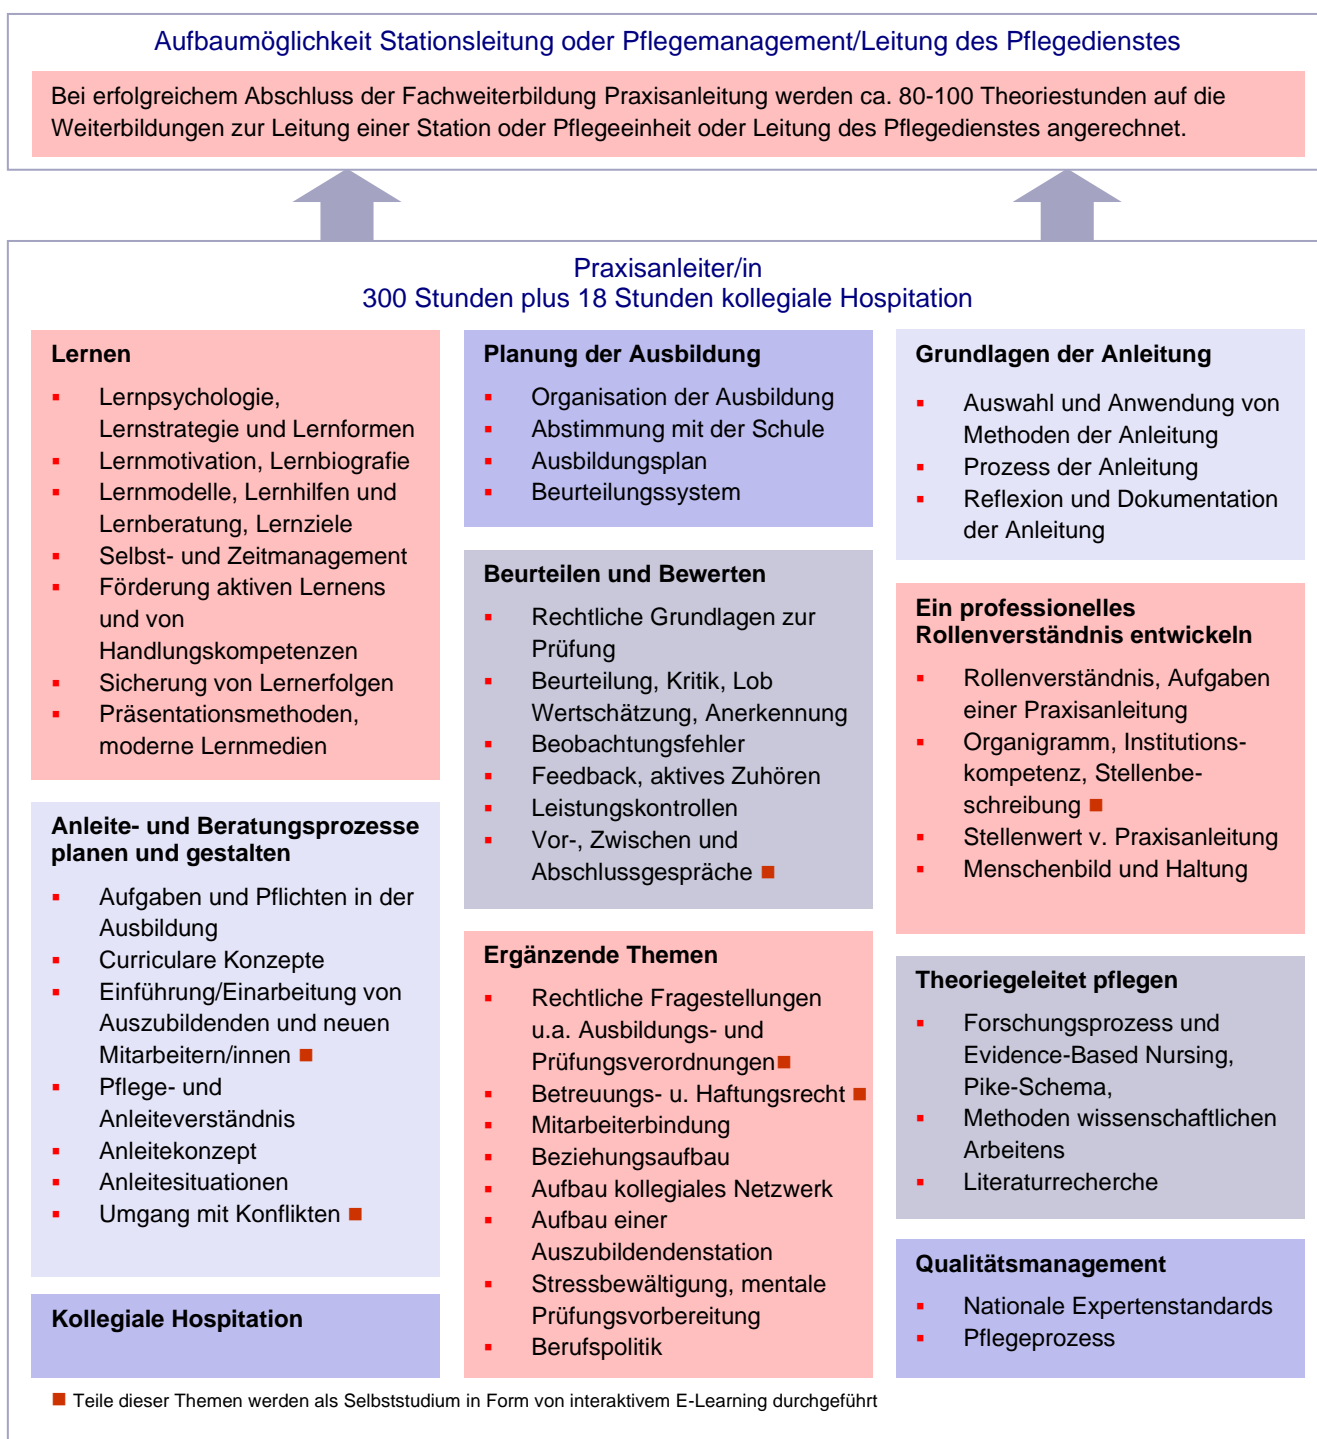 Aufbaumöglichkeit Stationsleitung oder Pflegemanagement/Leitung des Pflegedienstes
Bei erfolgreichem Abschluss der Fachweiterbildung Praxisanleitung werden ca. 80-100 Theoriestunden auf die
Weiterbildungen zur Leitung einer Station oder Pflegeeinheit oder Leitung des Pflegedienstes angerechnet.
Praxisanleiter/in
300 Stunden plus 18 Stunden kollegiale Hospitation
Lernen
▪ Lernpsychologie,
Lernstrategie und Lernformen
▪ Lernmotivation, Lernbiografie
▪ Lernmodelle, Lernhilfen und
Lernberatung, Lernziele
▪ Selbst- und Zeitmanagement
▪ Förderung aktiven Lernens
und von
Handlungskompetenzen
▪ Sicherung von Lernerfolgen
▪ Präsentationsmethoden,
moderne Lernmedien
Anleite- und Beratungsprozesse
planen und gestalten
▪ Aufgaben und Pflichten in der
Ausbildung
▪ Curriculare Konzepte
▪ Einführung/Einarbeitung von
Auszubildenden und neuen
Mitarbeitern/innen ■
▪ Pflege- und
Anleiteverständnis
▪ Anleitekonzept
▪ Anleitesituationen
▪ Umgang mit Konflikten ■
Kollegiale Hospitation
Planung der Ausbildung
▪ Organisation der Ausbildung
▪ Abstimmung mit der Schule
▪ Ausbildungsplan
▪ Beurteilungssystem
Beurteilen und Bewerten
▪ Rechtliche Grundlagen zur
Prüfung
▪ Beurteilung, Kritik, Lob
Wertschätzung, Anerkennung
▪ Beobachtungsfehler
▪ Feedback, aktives Zuhören
▪ Leistungskontrollen
▪ Vor-, Zwischen und
Abschlussgespräche ■
Ergänzende Themen
▪ Rechtliche Fragestellungen
u.a. Ausbildungs- und
Prüfungsverordnungen■
▪ Betreuungs- u. Haftungsrecht ■
▪ Mitarbeiterbindung
▪ Beziehungsaufbau
▪ Aufbau kollegiales Netzwerk
▪ Aufbau einer
Auszubildendenstation
▪ Stressbewältigung, mentale
Prüfungsvorbereitung
▪ Berufspolitik
Grundlagen der Anleitung
▪ Auswahl und Anwendung von
Methoden der Anleitung
▪ Prozess der Anleitung
▪ Reflexion und Dokumentation
der Anleitung
Ein professionelles
Rollenverständnis entwickeln
▪ Rollenverständnis, Aufgaben
einer Praxisanleitung
▪ Organigramm, Institutions-
kompetenz, Stellenbe-
schreibung ■
▪ Stellenwert v. Praxisanleitung
▪ Menschenbild und Haltung
Theoriegeleitet pflegen
▪ Forschungsprozess und
Evidence-Based Nursing,
Pike-Schema,
▪ Methoden wissenschaftlichen
Arbeitens
▪ Literaturrecherche
Qualitätsmanagement
▪ Nationale Expertenstandards
▪ Pflegeprozess
■ Teile dieser Themen werden als Selbststudium in Form von interaktivem E-Learning durchgeführt